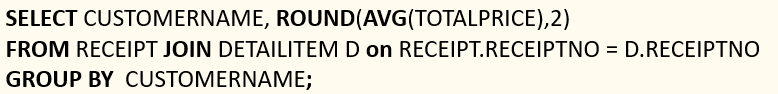 SELECT CUSTOMERNAME, ROUND(AVG(TOTALPRICE),2)
FROM RECEIPT JOIN DETAILITEM D on RECEIPT.RECEIPTNO = D.RECEIPTNO
GROUP BY  CUSTOMERNAME;